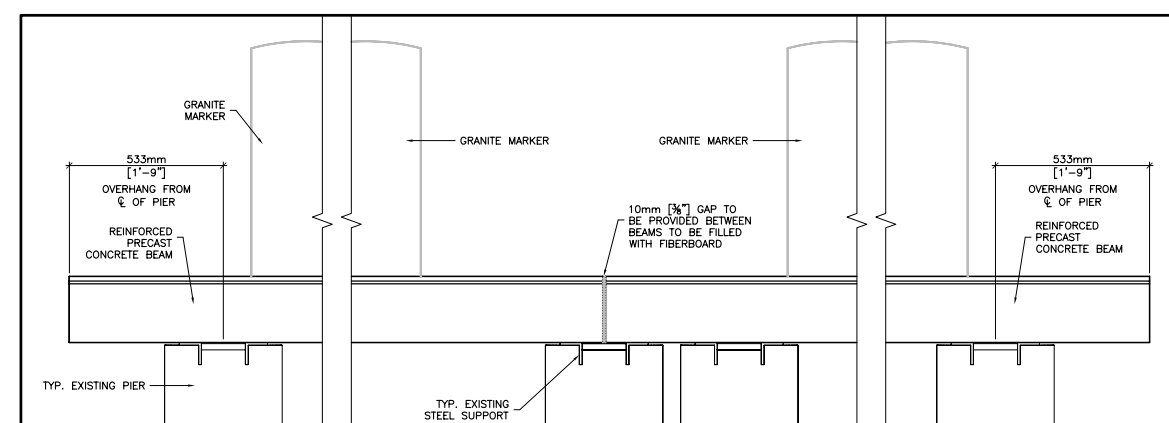 GRANITE
MARKER
GRANITE MARKER
GRANITE MARKER
533mm
[1'-9"]
OVERHANG FROM
℄ OF PIER
533mm
[1'-9"]
OVERHANG FROM
℄ OF PIER
10mm [3/8"] GAP TO
BE PROVIDED BETWEEN
BEAMS TO BE FILLED
WITH FIBERBOARD
REINFORCED
PRECAST
CONCRETE BEAM
REINFORCED
PRECAST
CONCRETE BEAM
TYP. EXISTING PIER
TYP. EXISTING
STEEL SUPPORT